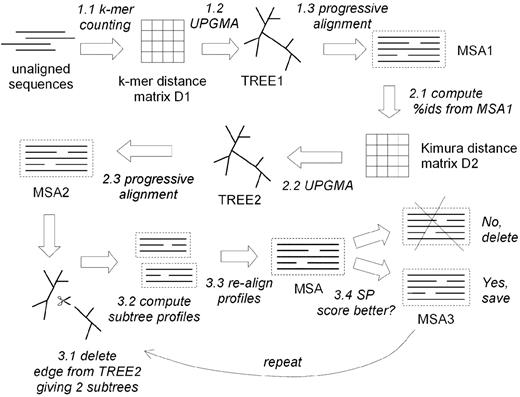 1.1 k-mer
counting
1.2
UPGMA
1.3 progressive
alignment
unaligned
sequences
k-mer distance
matrix D1
TREE1
MSA1
2.1 compute
%ids from MSA1
Kimura distance
matrix D2
2.2 UPGMA
TREE2
2.3 progressive
alignment
MSA2
3.1 delete
edge from TREE2
giving 2 subtrees
3.2 compute
subtree profiles
3.3 re-align
profiles
MSA
3.4 SP
score better?
No,
delete
Yes,
save
MSA3
repeat